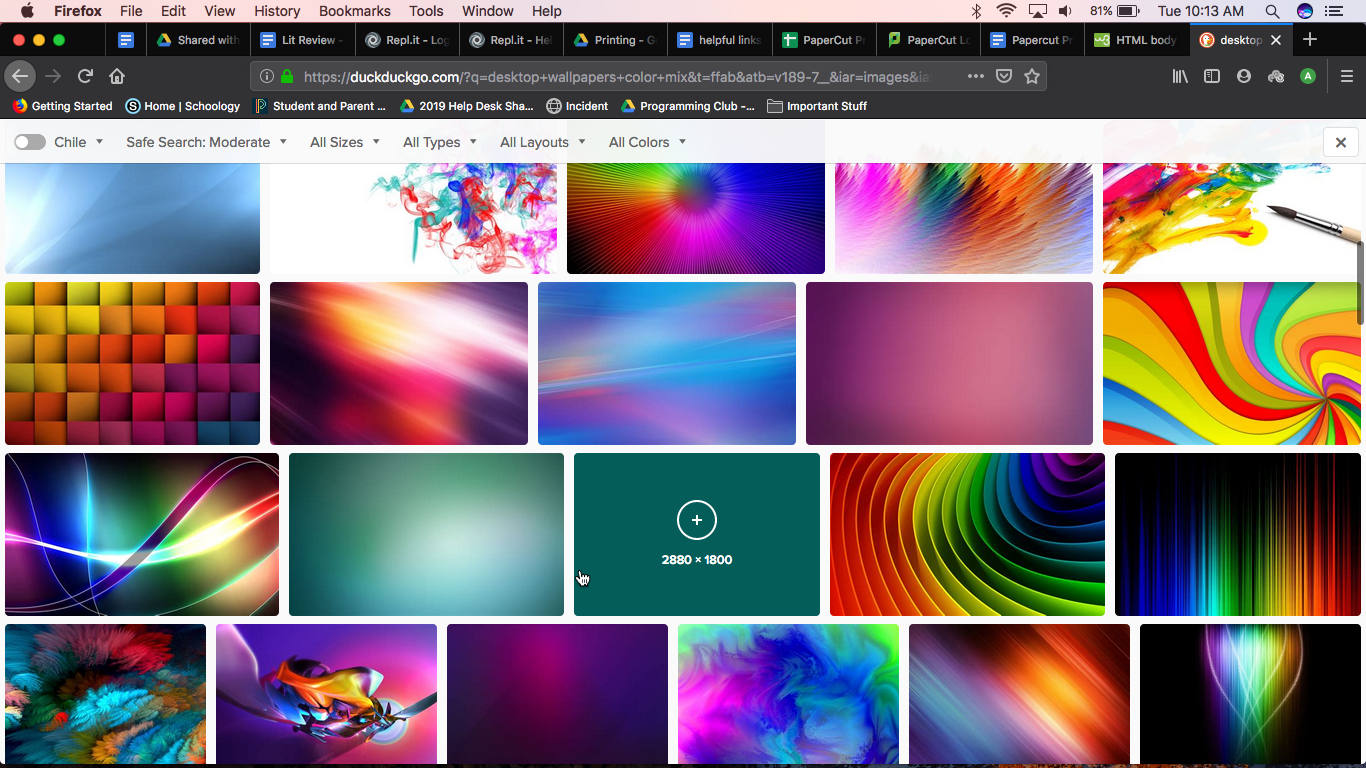 Firefox File Edit View History Bookmarks Tools Window Help 81% Tue 10:13 AM
Shared with Lit Review - Repl.it - Log Repl.it - Hel Printing - G helpful links PaperCut Pr PaperCut Lo Papercut Pr HTML body desktop
https://duckduckgo.com/?q=desktop+wallpapers+color+mix&t=ffab&atb=v189-7__&iar=images&ia
Getting Started Home | Schoology Student and Parent ... 2019 Help Desk Sha... Incident Programming Club -... Important Stuff
Chile Safe Search: Moderate All Sizes All Types All Layouts All Colors
2880 × 1800